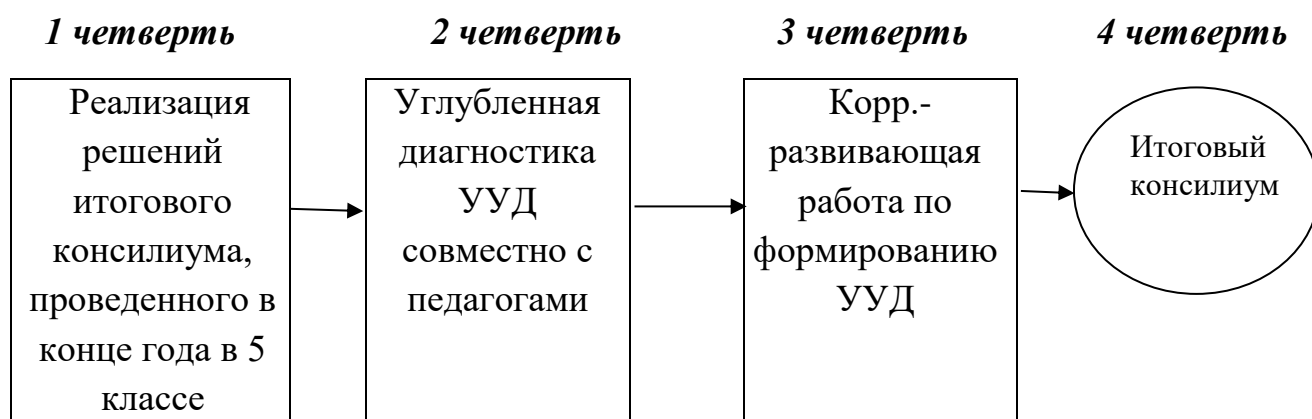 1 четверть
2 четверть
3 четверть
4 четверть
Реализация
решений
итогового
консилиума,
проведенного в
конце года в 5
классе
Углубленная
диагностика
УУД
совместно с
педагогами
Корр.-
развивающая
работа по
формированию
УУД
Итоговый
консилиум